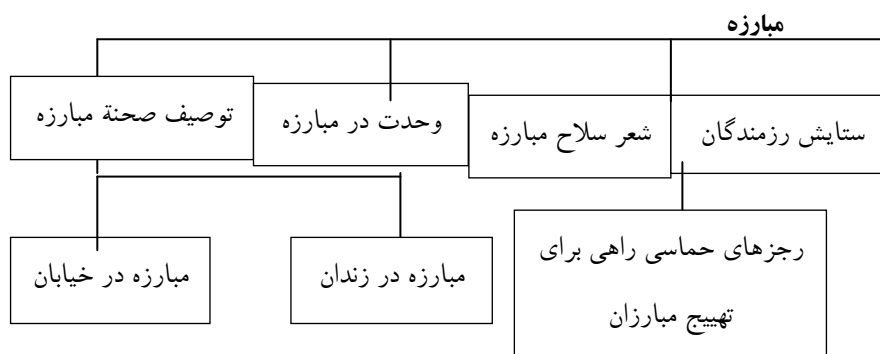 مبارزه
ستایش رزمندگان
شعر سلاح مبارزه
وحدت در مبارزه
توصیف صحنة مبارزه
رجزهای حماسی راهی برای
تهییج مبارزان
مبارزه در زندان
مبارزه در خیابان